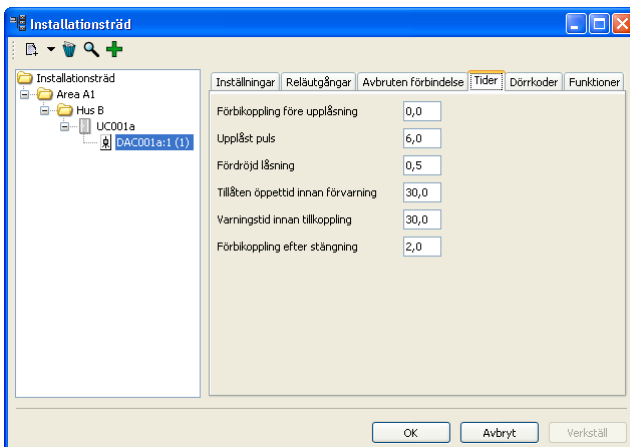 Installationsträd
Installationsträd
Area A1
Hus B
UC001a
DAC001a:1 (1)
Inställningar Reläutgångar Avbruten förbindelse Tider Dörrkoder Funktioner
Förbikoppling före upplåsning 0,0
Upplåst puls 6,0
Fördröjd låsning 0,5
Tillåten öppettid innan förvarning 30,0
Varningstid innan tillkoppling 30,0
Förbikoppling efter stängning 2,0
OK Avbryt Verkställ